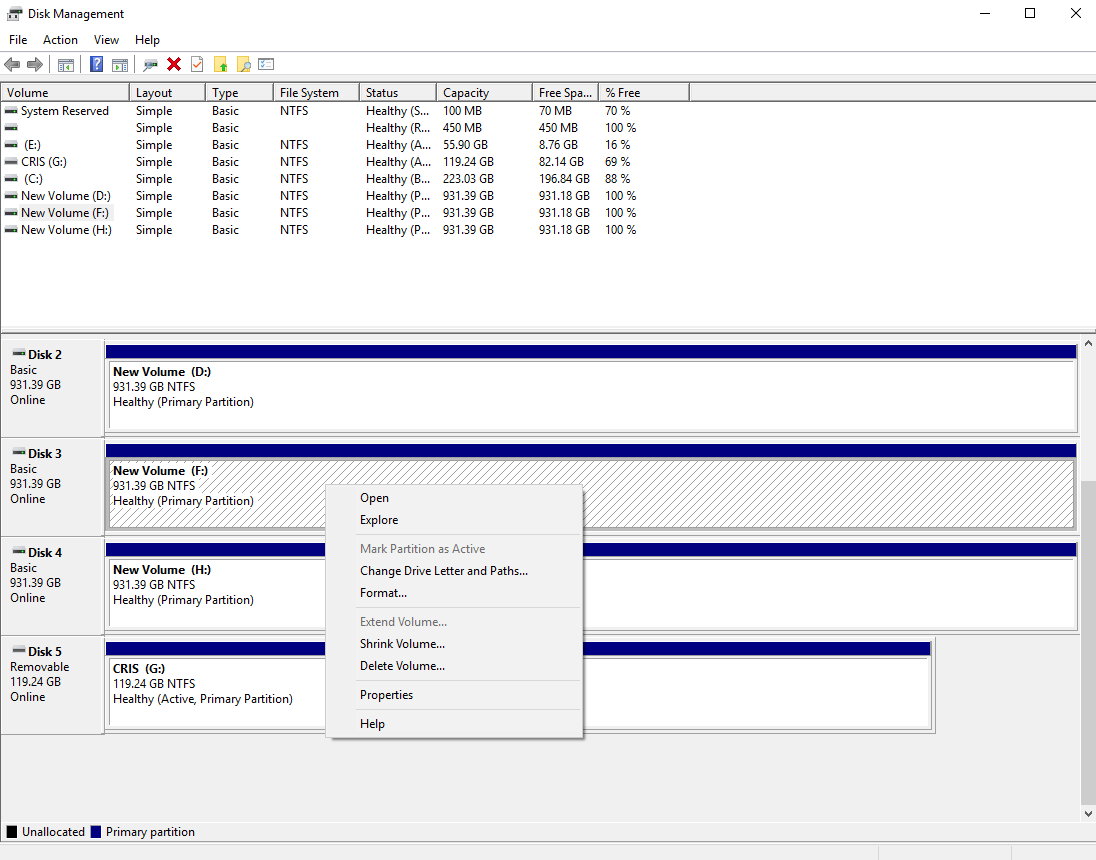 Disk Management
File Action View Help
Volume Layout Type File System Status Capacity Free Spa... % Free
System Reserved Simple Basic NTFS Healthy (S... 100 MB 70 MB 70 %
Simple Basic Healthy (R... 450 MB 450 MB 100 %
(E:) Simple Basic NTFS Healthy (A... 55.90 GB 8.76 GB 16 %
CRIS (G:) Simple Basic NTFS Healthy (A... 119.24 GB 82.14 GB 69 %
(C:) Simple Basic NTFS Healthy (B... 223.03 GB 196.84 GB 88 %
New Volume (D:) Simple Basic NTFS Healthy (P... 931.39 GB 931.18 GB 100 %
New Volume (F:) Simple Basic NTFS Healthy (P... 931.39 GB 931.18 GB 100 %
New Volume (H:) Simple Basic NTFS Healthy (P... 931.39 GB 931.18 GB 100 %
Disk 2
Basic
931.39 GB
Online
New Volume (D:)
931.39 GB NTFS
Healthy (Primary Partition)
Disk 3
Basic
931.39 GB
Online
New Volume (F:)
931.39 GB NTFS
Healthy (Primary Partition)
Open
Explore
Mark Partition as Active
Change Drive Letter and Paths...
Format...
Extend Volume...
Shrink Volume...
Delete Volume...
Properties
Help
Disk 4
Basic
931.39 GB
Online
New Volume (H:)
931.39 GB NTFS
Healthy (Primary Partition)
Disk 5
Removable
119.24 GB
Online
CRIS (G:)
119.24 GB NTFS
Healthy (Active, Primary Partition)
Unallocated Primary partition